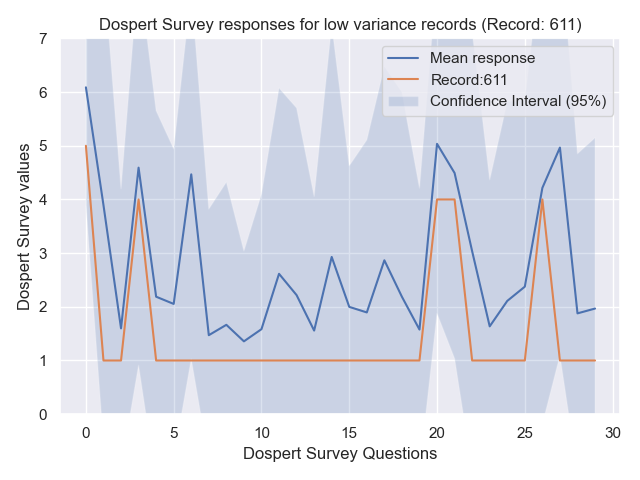 Dospert Survey responses for low variance records (Record: 611)
Mean response
Record:611
Confidence Interval (95%)
Dospert Survey values
7
6
5
4
3
2
1
0
0 5 10 15 20 25 30
Dospert Survey Questions